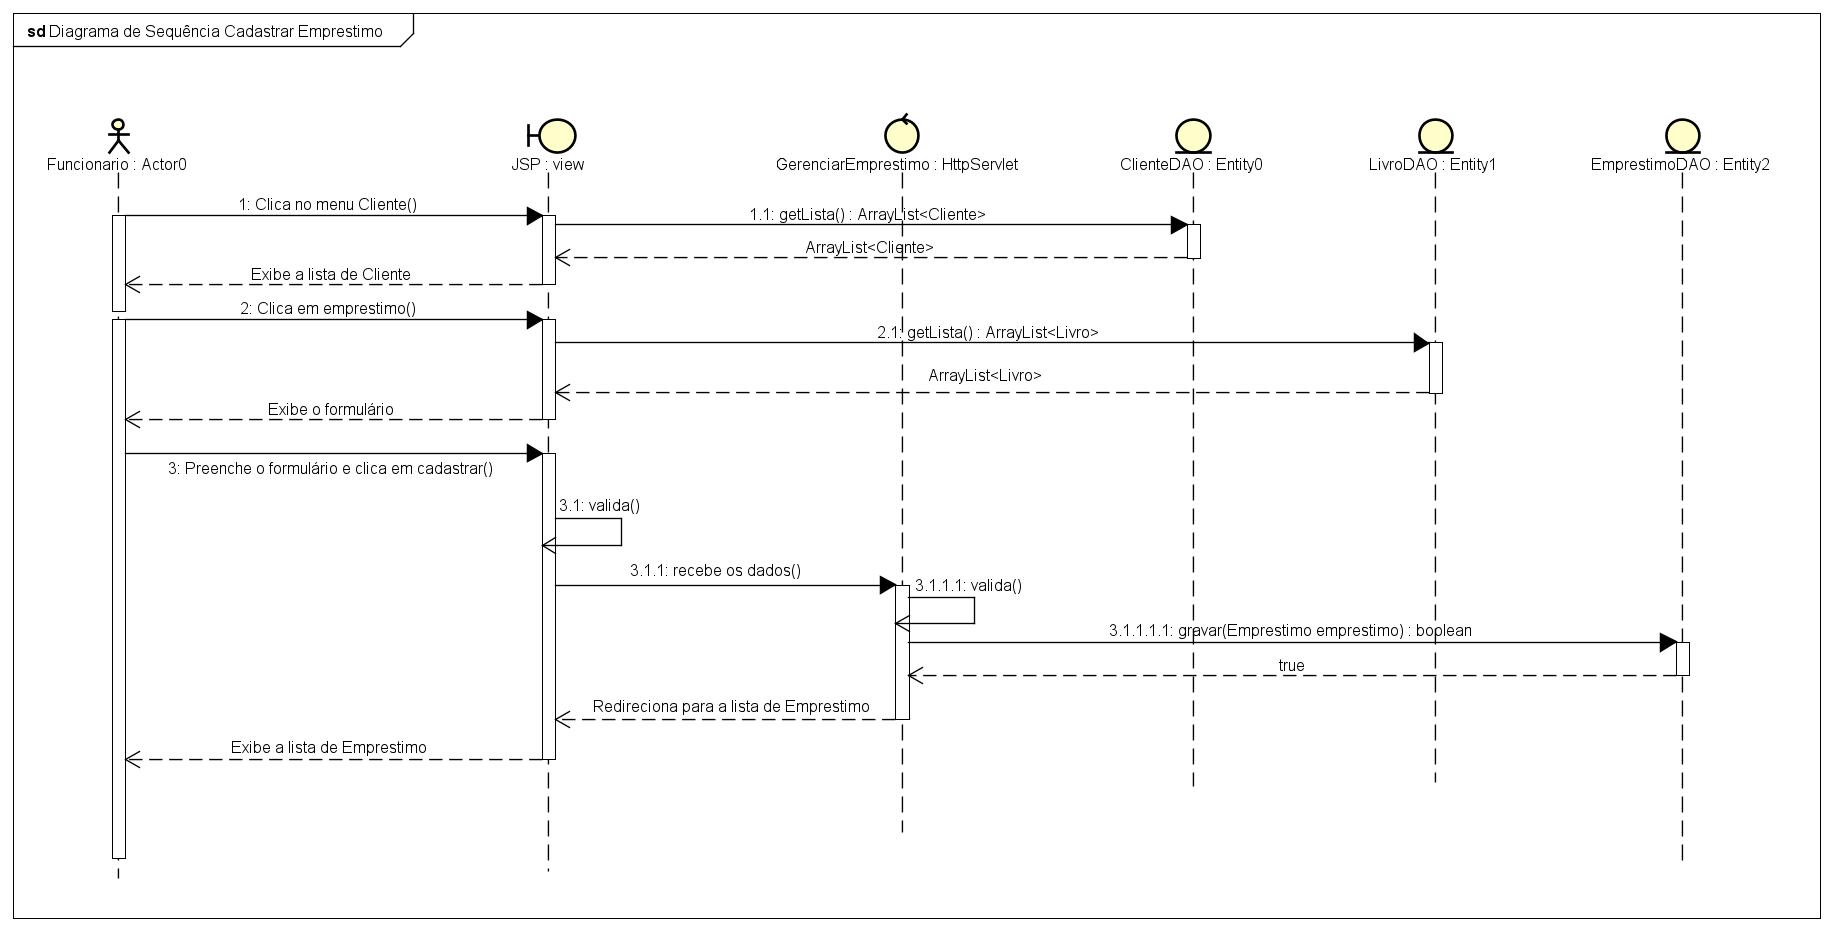 sd Diagrama de Sequência Cadastrar Emprestimo
Funcionario : Actor0
JSP : view
GerenciarEmprestimo : HttpServlet
ClienteDAO : Entity0
LivroDAO : Entity1
EmprestimoDAO : Entity2
1: Clica no menu Cliente()
1.1: getLista() : ArrayList<Cliente>
ArrayList<Cliente>
Exibe a lista de Cliente
2: Clica em emprestimo()
2.1: getLista() : ArrayList<Livro>
ArrayList<Livro>
Exibe o formulário
3: Preenche o formulário e clica em cadastrar()
3.1: valida()
3.1.1: recebe os dados()
3.1.1.1: valida()
3.1.1.1.1: gravar(Emprestimo emprestimo) : boolean
true
Redireciona para a lista de Emprestimo
Exibe a lista de Emprestimo